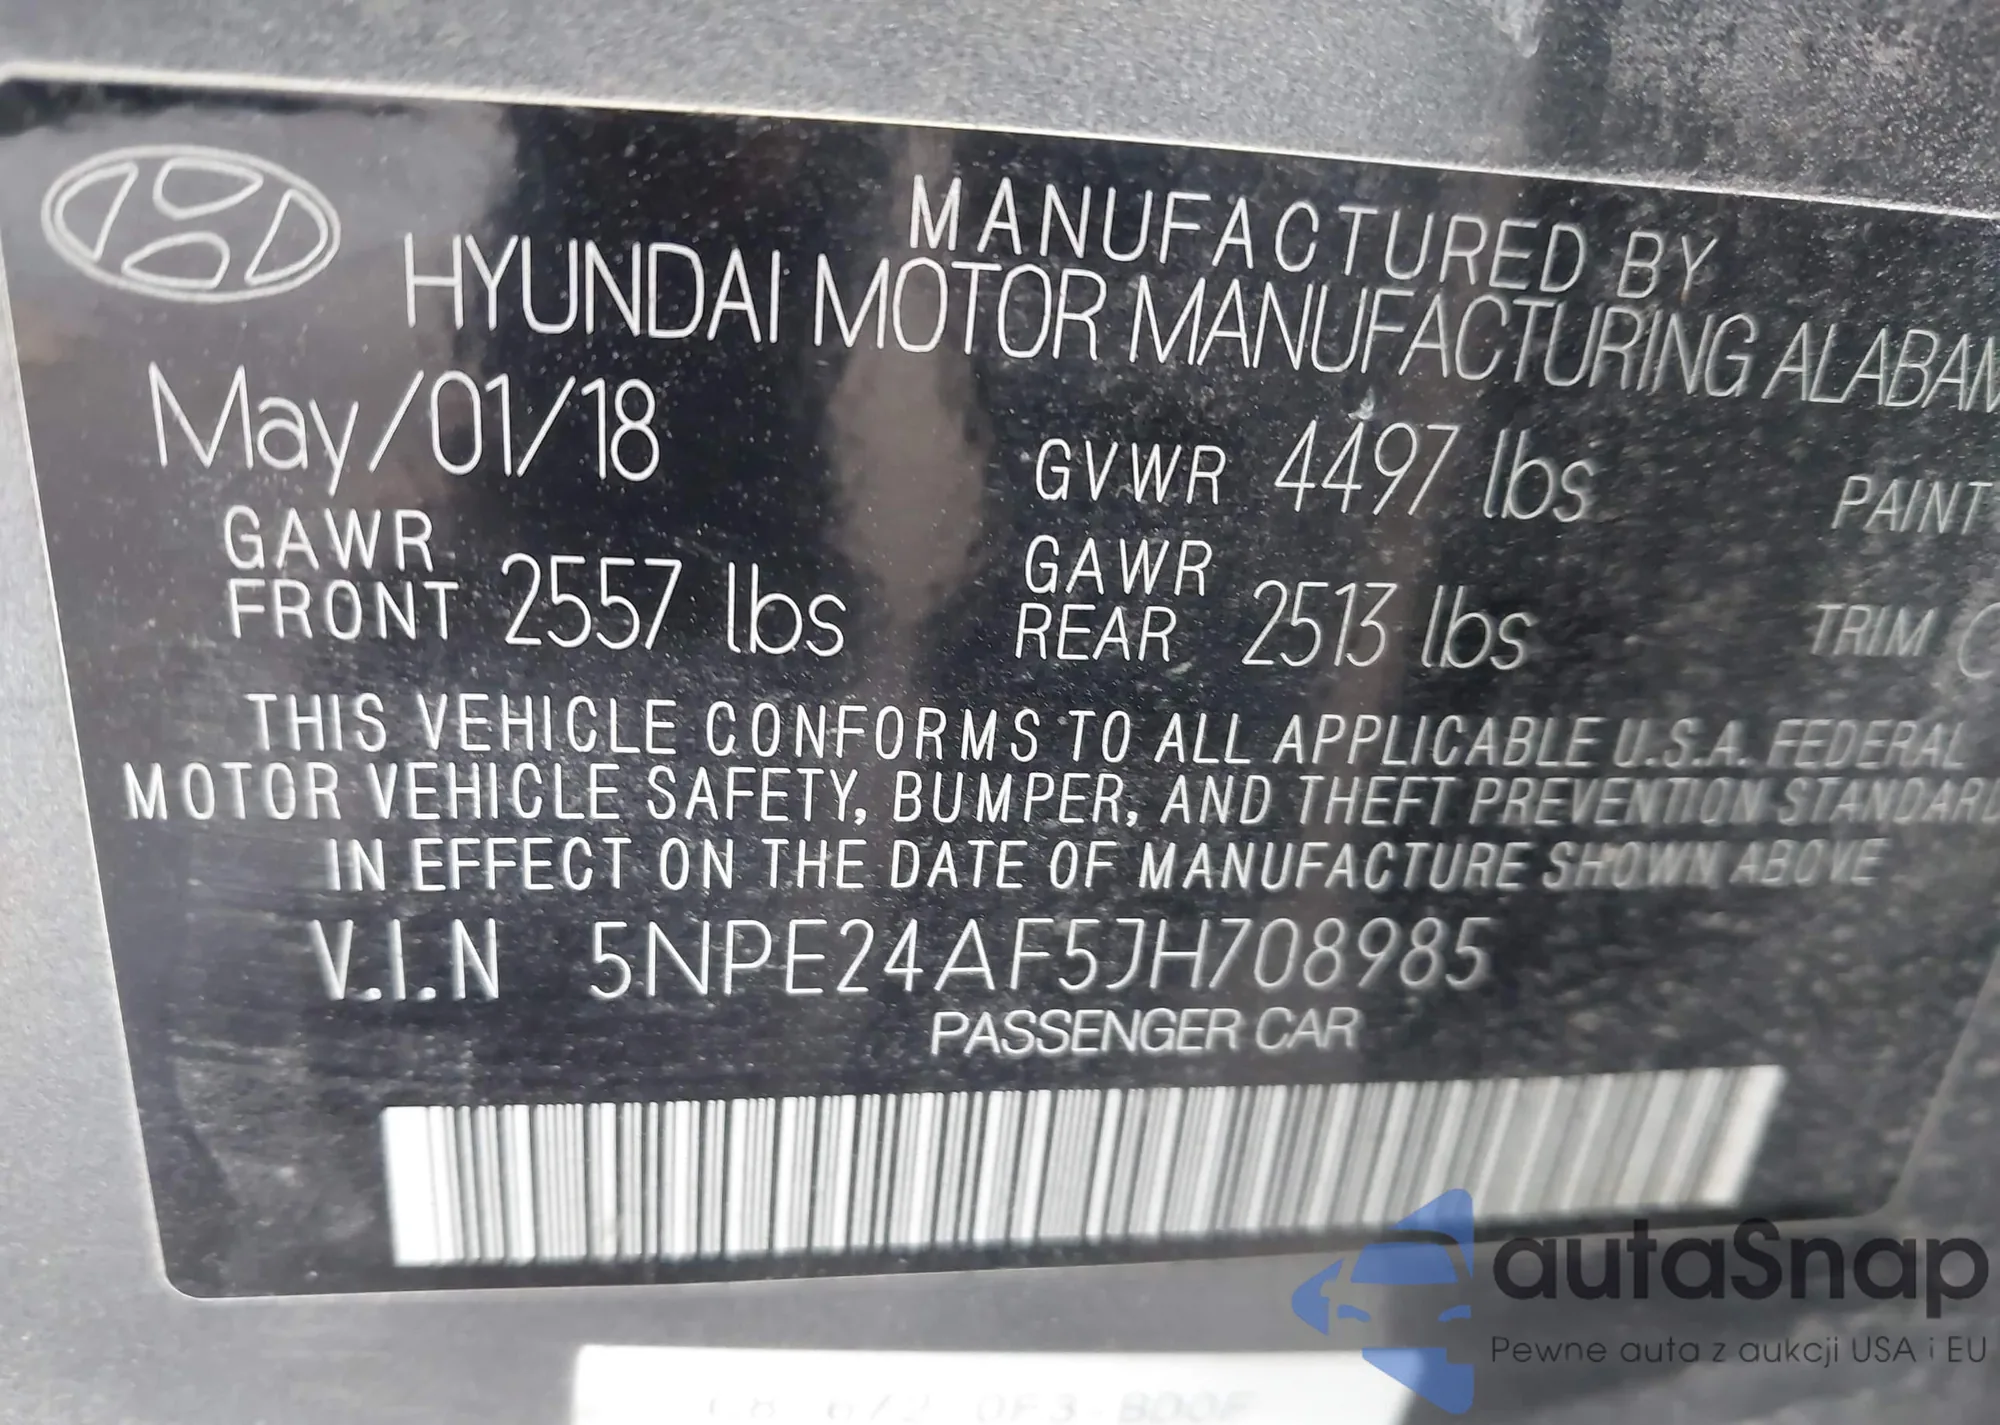 MANUFACTURED BY
HYUNDAI MOTOR MANUFACTURING ALABAM
May/01/18
GVWR 4497 lbs
PAINT
GAWR FRONT 2557 lbs
GAWR REAR 2513 lbs
TRIM
THIS VEHICLE CONFORMS TO ALL APPLICABLE U.S.A. FEDERAL
MOTOR VEHICLE SAFETY, BUMPER, AND THEFT PREVENTION STANDARD
IN EFFECT ON THE DATE OF MANUFACTURE SHOWN ABOVE
V.I.N 5NPE24AF5JH708985
PASSENGER CAR
autaSnap
Pewne auta z aukcji USA i EU